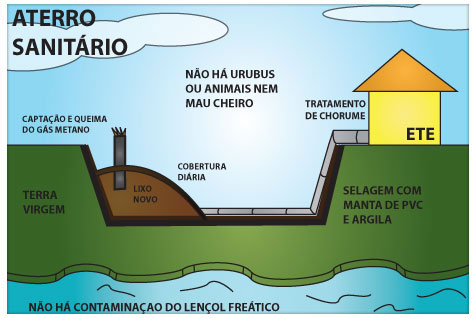 ATERRO
SANITÁRIO
NÃO HÁ URUBUS
OU ANIMAIS NEM
MAU CHEIRO
TRATAMENTO
DE CHORUME
ETE
CAPTAÇÃO E QUEIMA
DO GÁS METANO
COBERTURA
DIÁRIA
LIXO
NOVO
TERRA
VIRGEM
SELAGEM COM
MANTA DE PVC
E ARGILA
NÃO HÁ CONTAMINAÇAO DO LENÇOL FREÁTICO